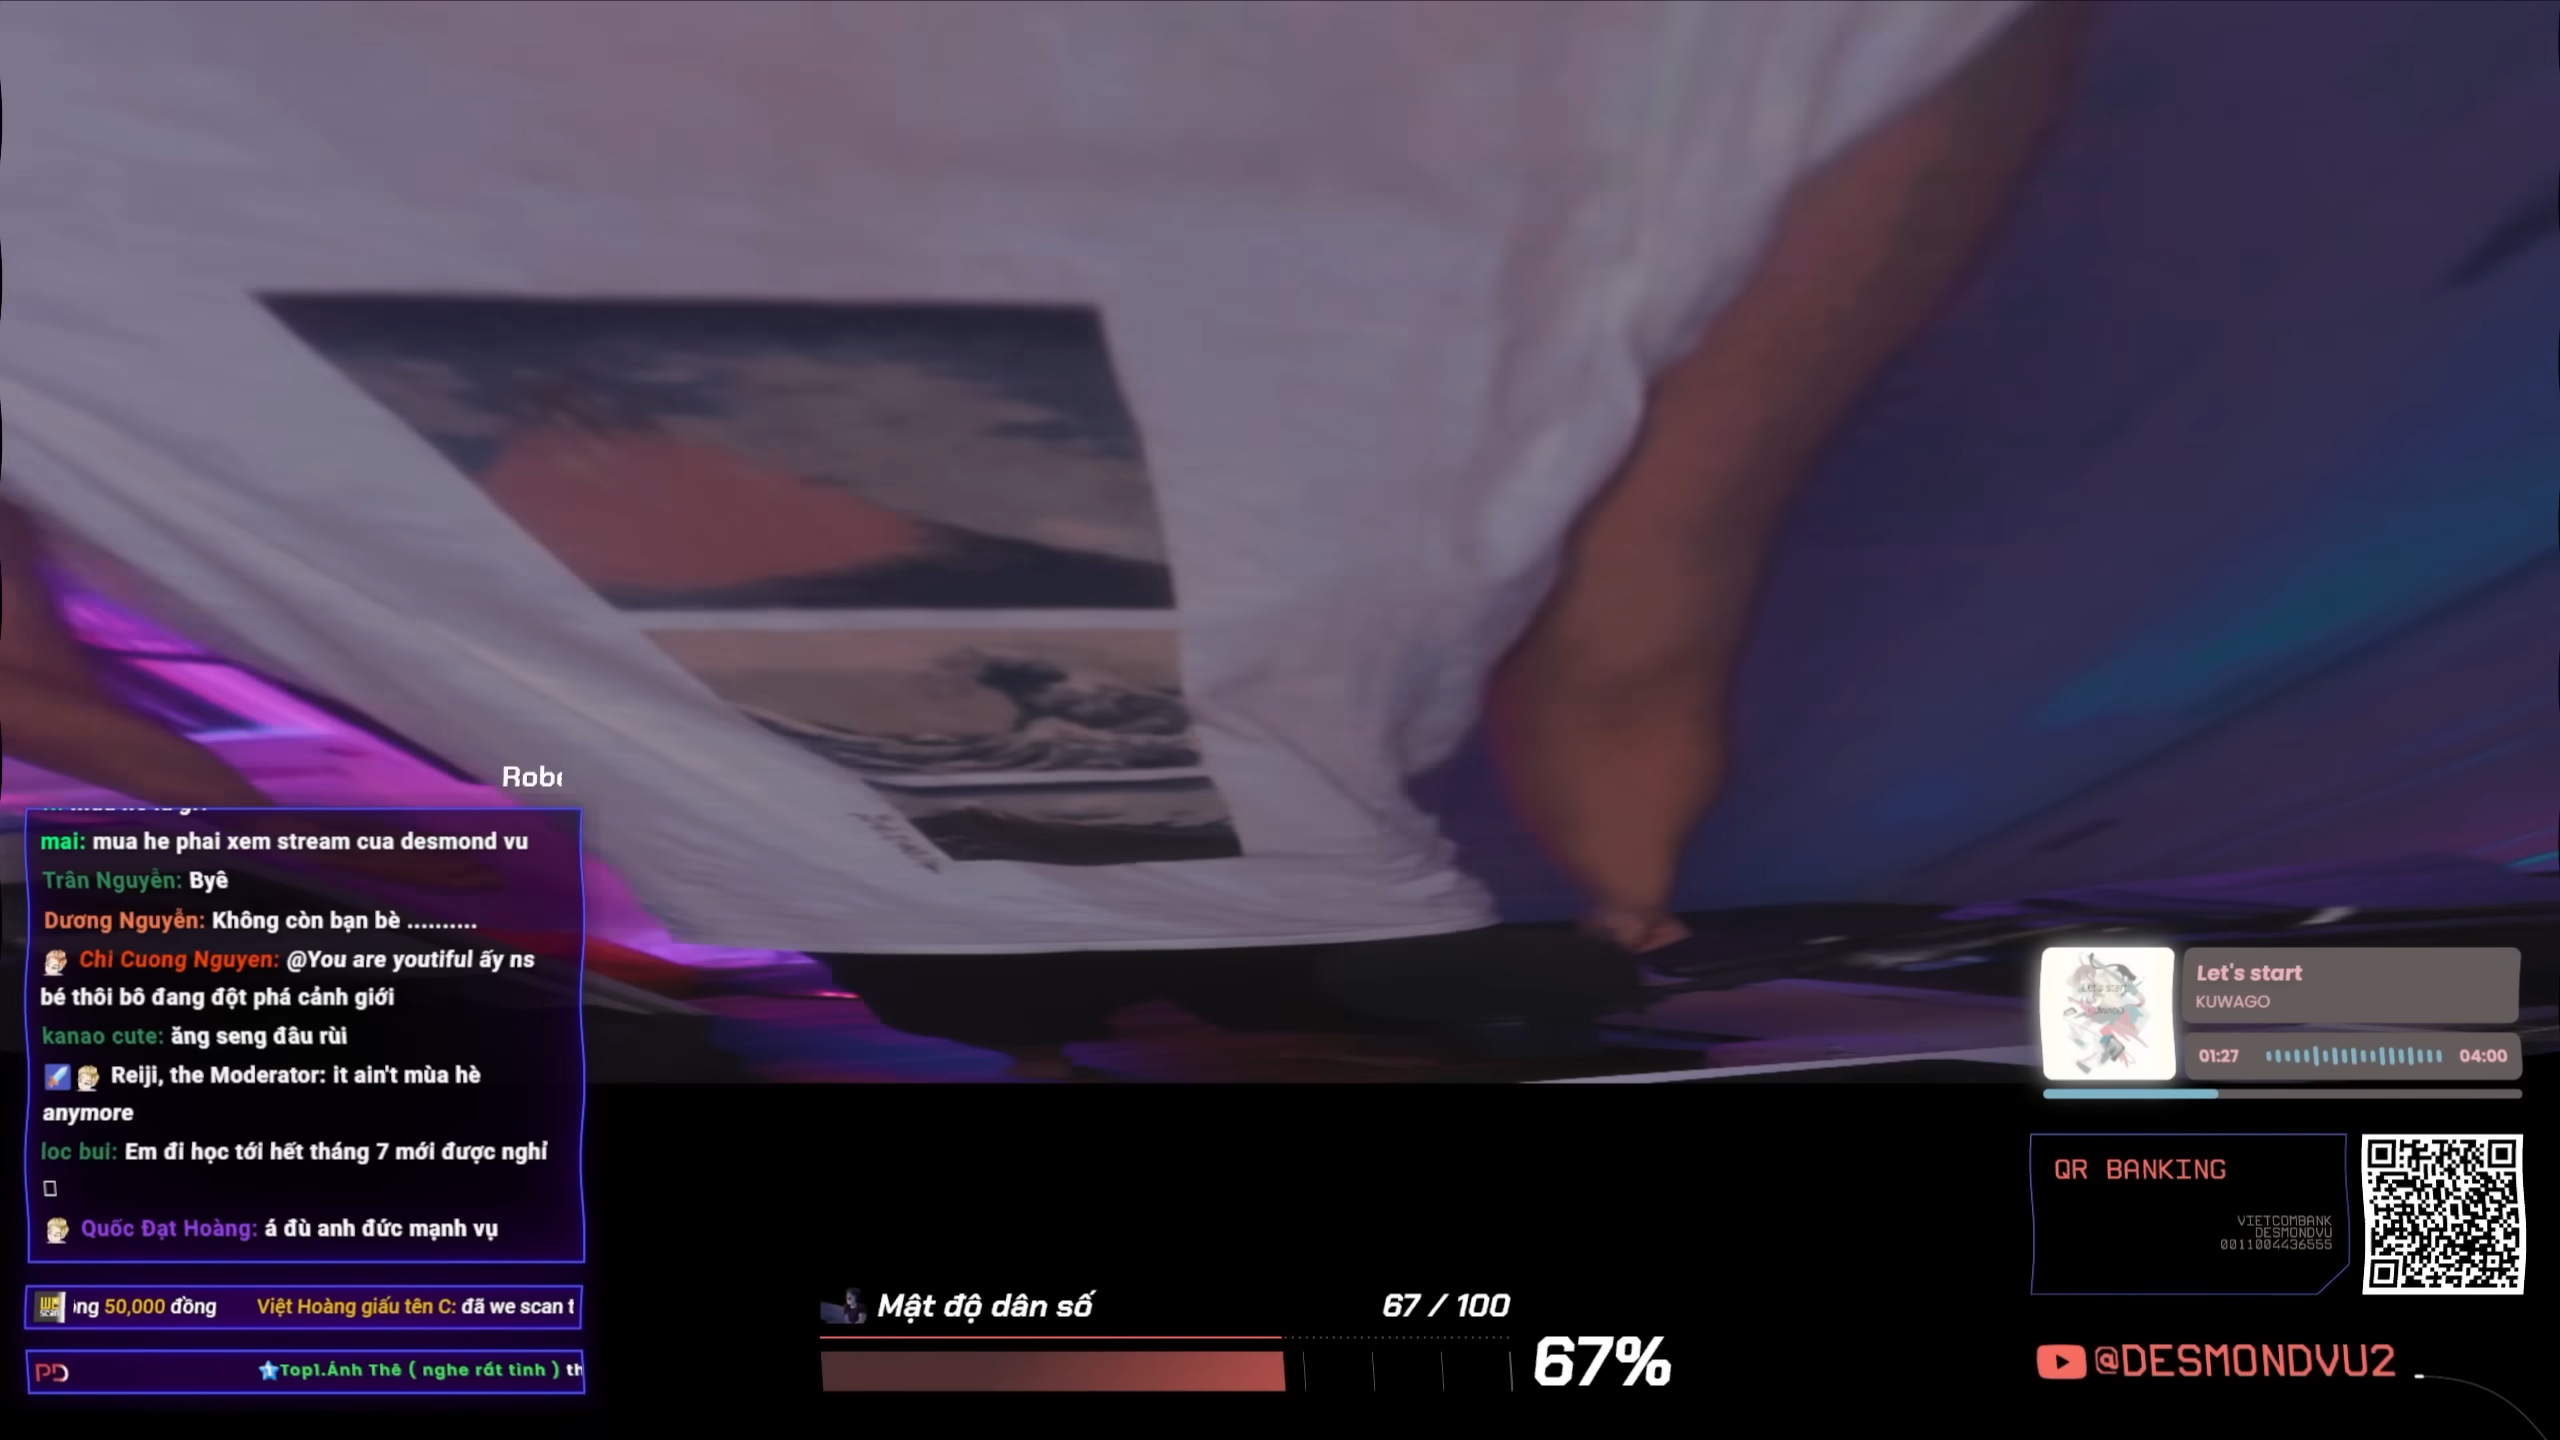 Robe
mai: mua he phai xem stream cua desmond vu
Trân Nguyễn: Byê
Dương Nguyễn: Không còn bạn bè ..........
Chi Cuong Nguyen: @You are youtiful ấy ns
bé thôi bô đang đột phá cảnh giới
kanao cute: ăng seng đâu rùi
Reiji, the Moderator: it ain't mùa hè
anymore
loc bui: Em đi học tới hết tháng 7 mới được nghỉ
Quốc Đạt Hoàng: á đù anh đức mạnh vụ
ng 50,000 đồng Việt Hoàng giấu tên C: đã we scan t
Top1.Ánh Thê ( nghe rất tình ) th
Mật độ dân số 67 / 100
67%
Let's start
KUWAGO
01:27 04:00
QR BANKING
VIETCOMBANK
DESMONDVU
0011004436555
@DESMONDVU2